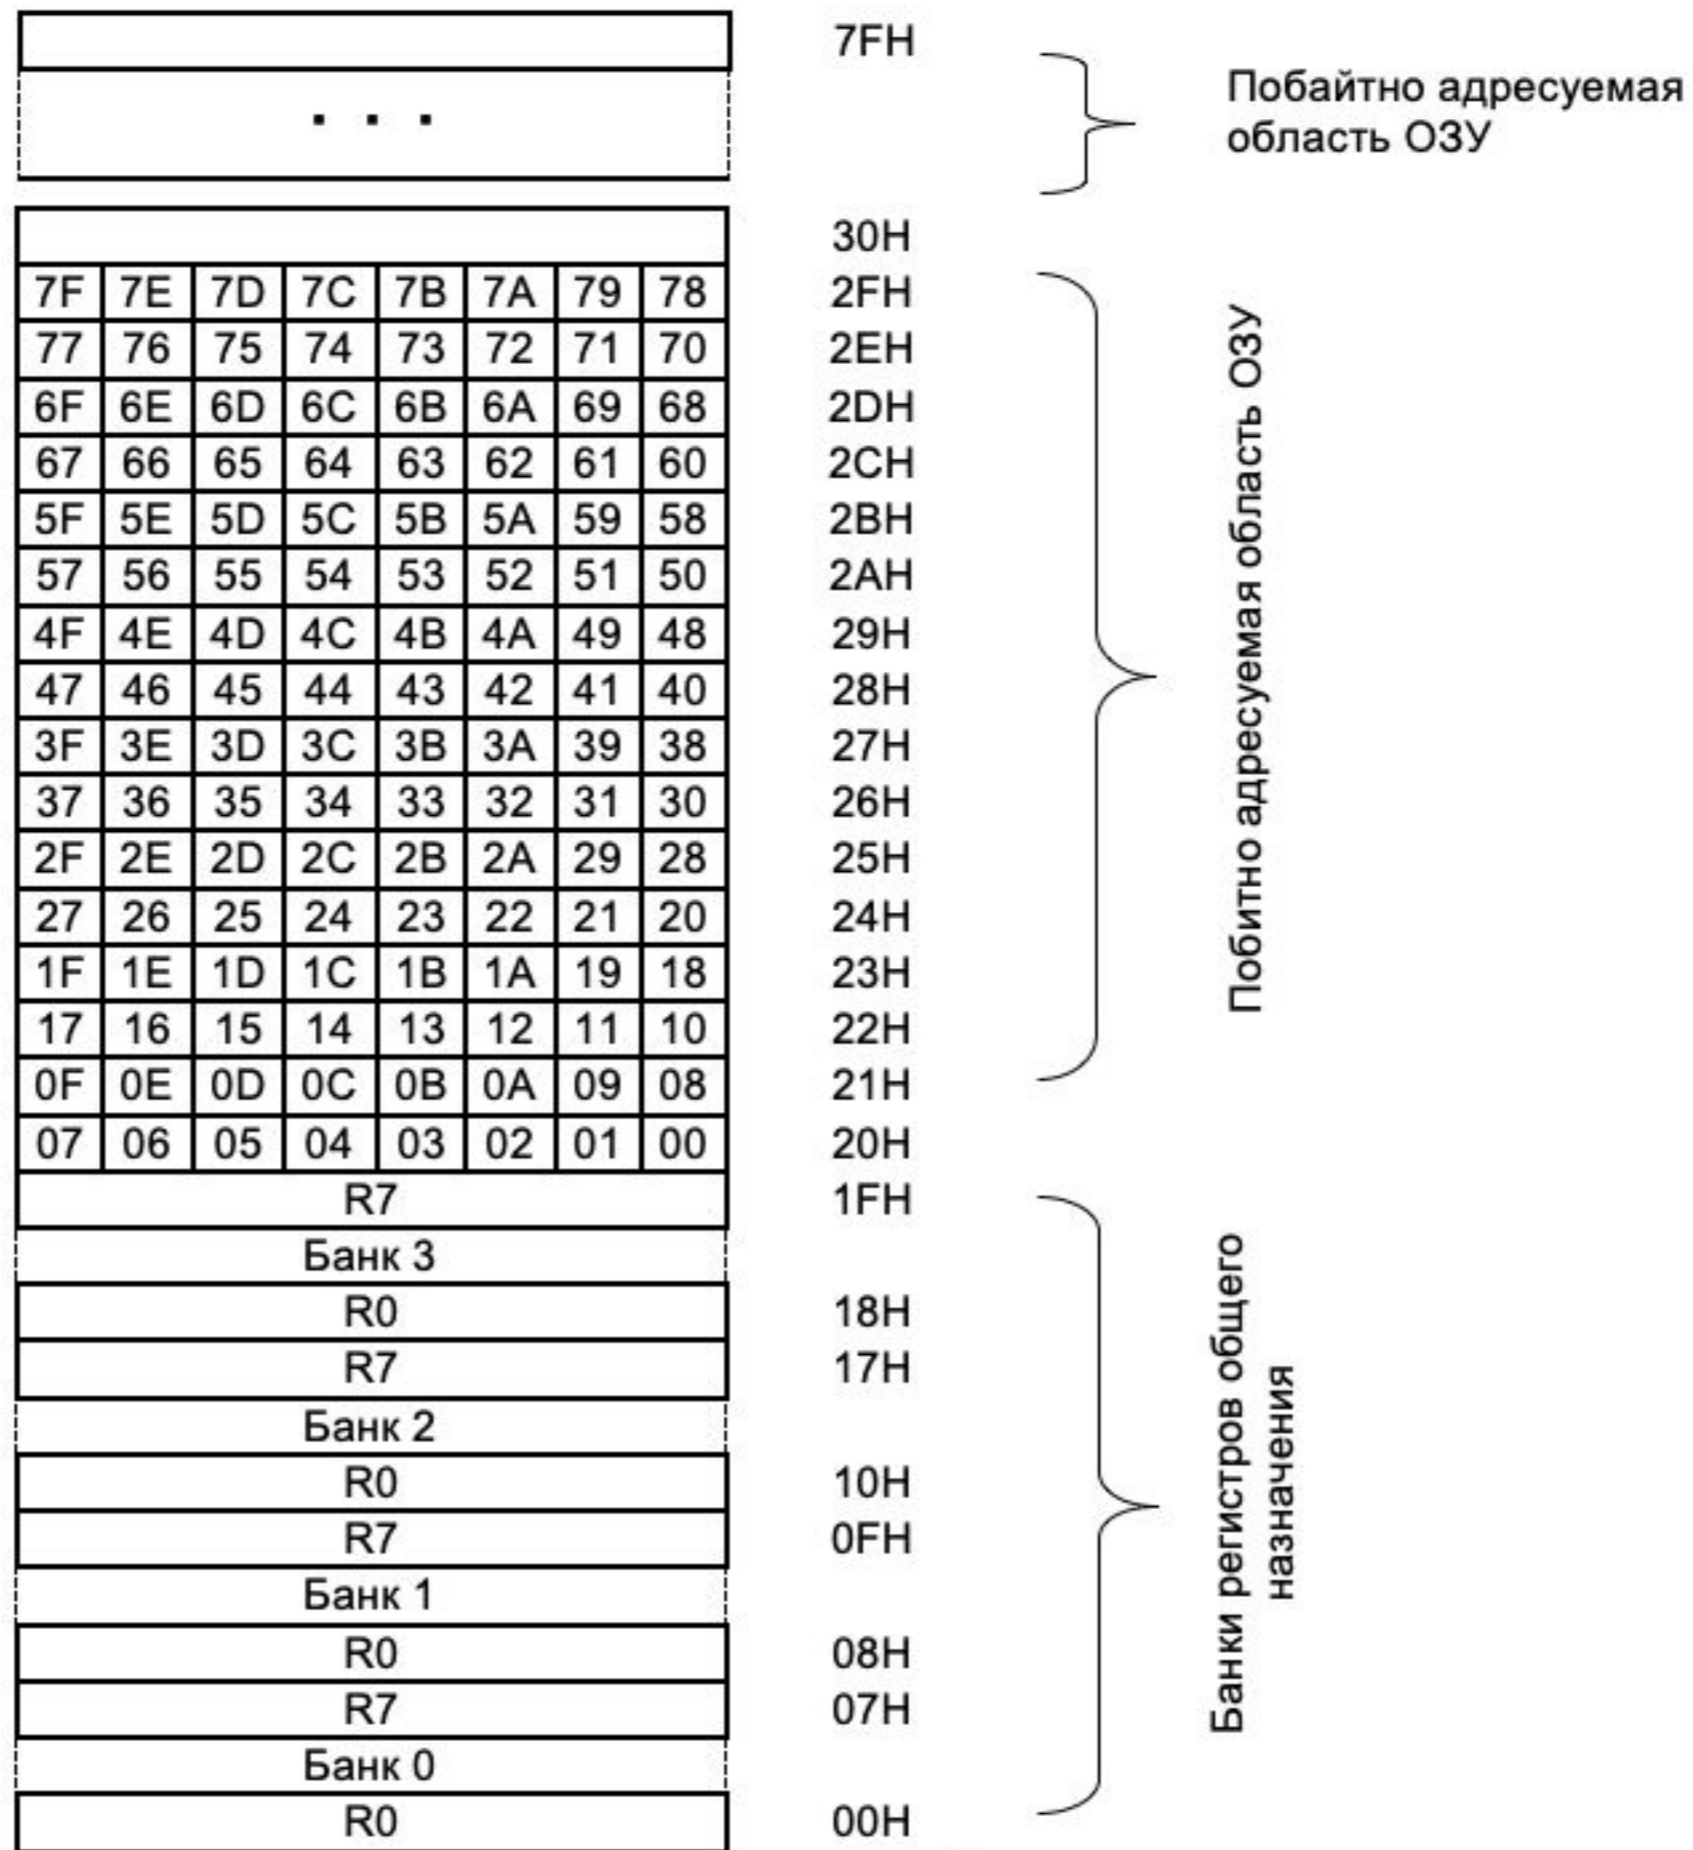 7FH
Побайтно адресуемая
область ОЗУ
. . .
30H
7F 7E 7D 7C 7B 7A 79 78 2FH
77 76 75 74 73 72 71 70 2EH
6F 6E 6D 6C 6B 6A 69 68 2DH
67 66 65 64 63 62 61 60 2CH
5F 5E 5D 5C 5B 5A 59 58 2BH
57 56 55 54 53 52 51 50 2AH
4F 4E 4D 4C 4B 4A 49 48 29H
47 46 45 44 43 42 41 40 28H
3F 3E 3D 3C 3B 3A 39 38 27H
37 36 35 34 33 32 31 30 26H
2F 2E 2D 2C 2B 2A 29 28 25H
27 26 25 24 23 22 21 20 24H
1F 1E 1D 1C 1B 1A 19 18 23H
17 16 15 14 13 12 11 10 22H
0F 0E 0D 0C 0B 0A 09 08 21H
07 06 05 04 03 02 01 00 20H
Побитно адресуемая область ОЗУ
R7 1FH
Банк 3
R0 18H
R7 17H
Банк 2
R0 10H
R7 0FH
Банк 1
R0 08H
R7 07H
Банк 0
R0 00H
Банки регистров общего
назначения